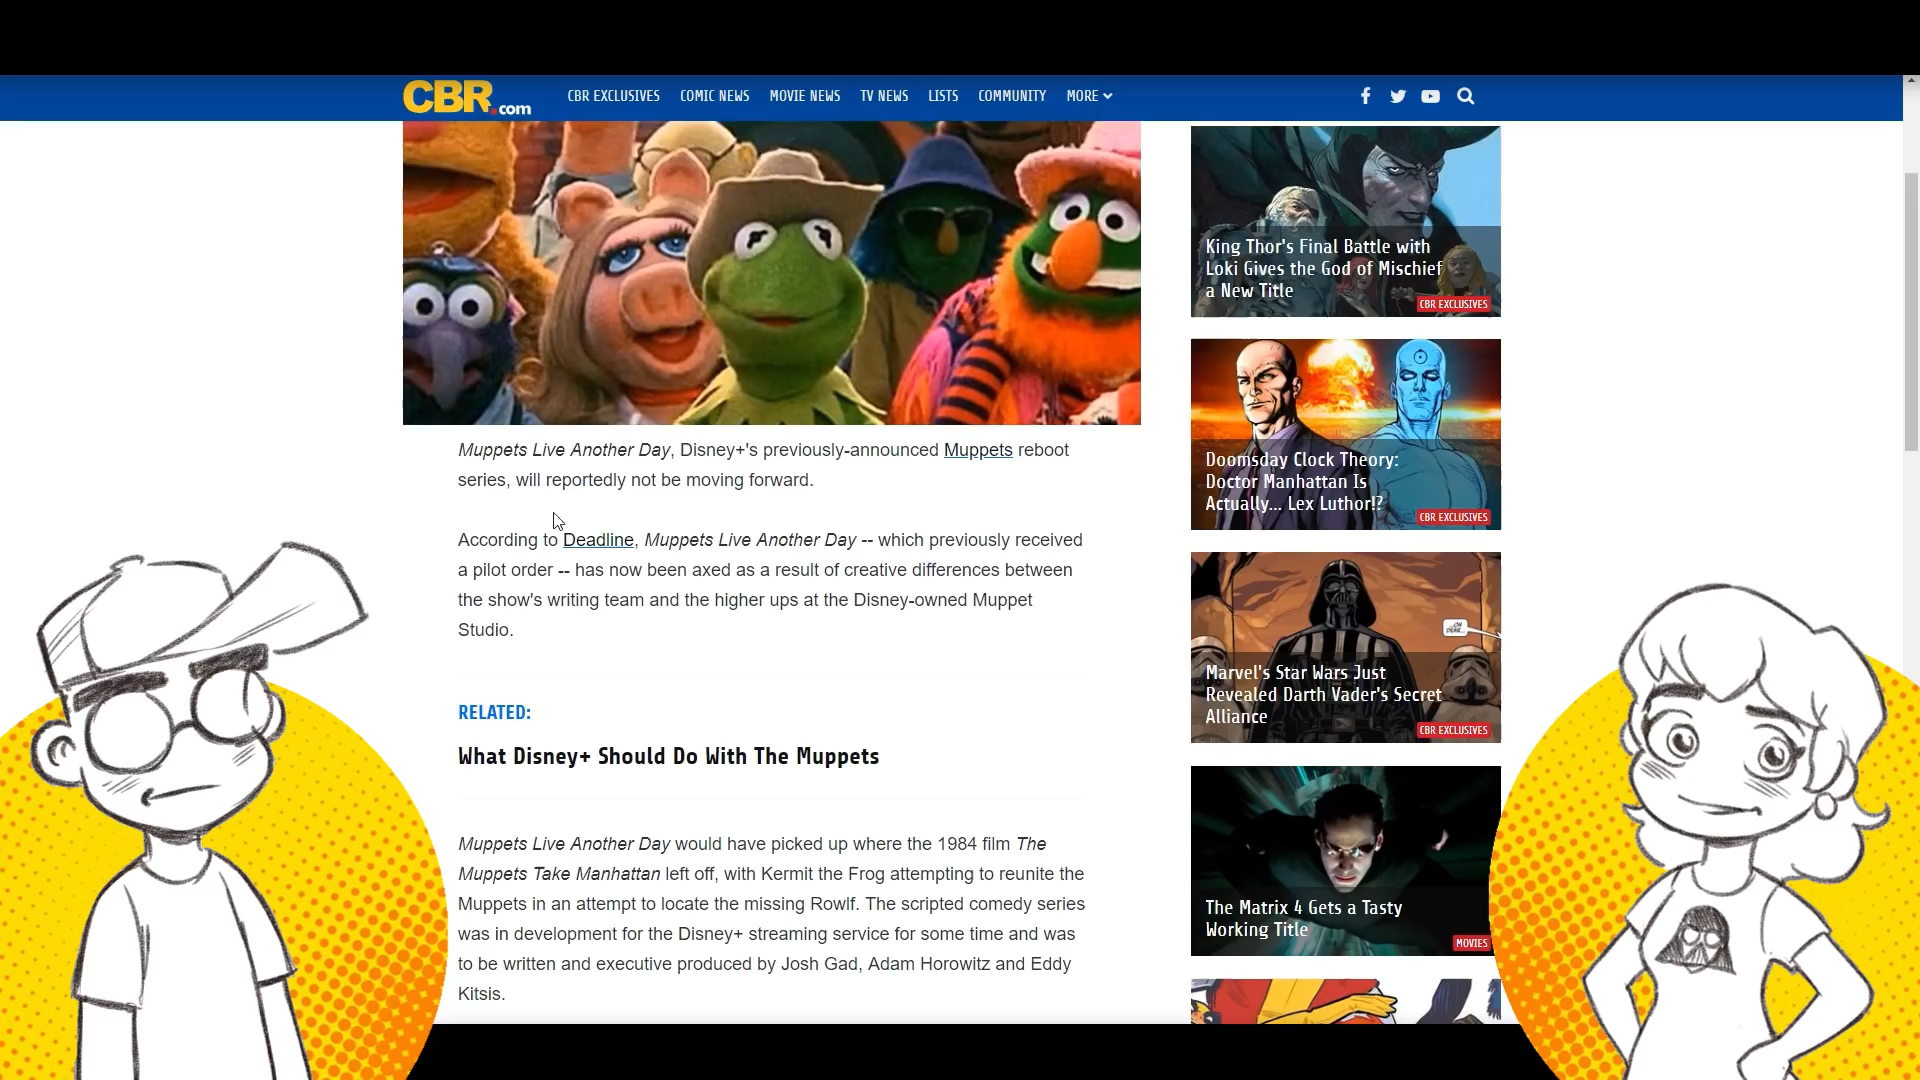 CBR.com
CBR EXCLUSIVES COMIC NEWS MOVIE NEWS TV NEWS LISTS COMMUNITY MORE
Muppets Live Another Day, Disney+'s previously-announced Muppets reboot
series, will reportedly not be moving forward.
According to Deadline, Muppets Live Another Day -- which previously received
a pilot order -- has now been axed as a result of creative differences between
the show's writing team and the higher ups at the Disney-owned Muppet
Studio.
RELATED:
What Disney+ Should Do With The Muppets
Muppets Live Another Day would have picked up where the 1984 film The
Muppets Take Manhattan left off, with Kermit the Frog attempting to reunite the
Muppets in an attempt to locate the missing Rowlf. The scripted comedy series
was in development for the Disney+ streaming service for some time and was
to be written and executive produced by Josh Gad, Adam Horowitz and Eddy
Kitsis.
King Thor's Final Battle with
Loki Gives the God of Mischief
a New Title
CBR EXCLUSIVES
Doomsday Clock Theory:
Doctor Manhattan Is
Actually... Lex Luthor!?
CBR EXCLUSIVES
Marvel's Star Wars Just
Revealed Darth Vader's Secret
Alliance
CBR EXCLUSIVES
The Matrix 4 Gets a Tasty
Working Title
MOVIES